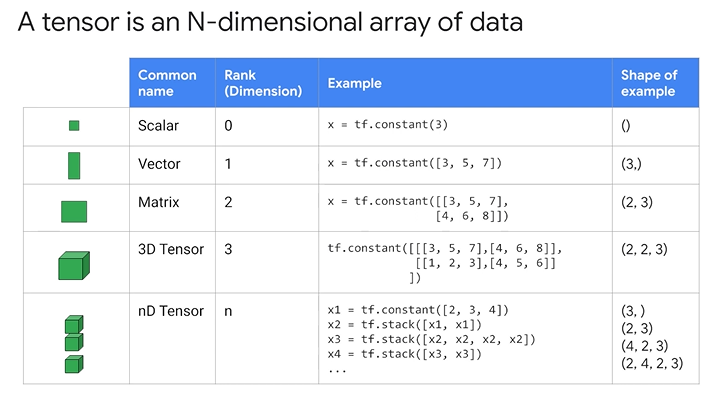 A tensor is an N-dimensional array of data
Common name
Rank (Dimension)
Example
Shape of example
Scalar
0
x = tf.constant(3)
()
Vector
1
x = tf.constant([3, 5, 7])
(3,)
Matrix
2
x = tf.constant([[3, 5, 7],
[4, 6, 8]])
(2, 3)
3D Tensor
3
tf.constant([[[3, 5, 7],[4, 6, 8]],
[[1, 2, 3],[4, 5, 6]]
])
(2, 2, 3)
nD Tensor
n
x1 = tf.constant([2, 3, 4])
x2 = tf.stack([x1, x1])
x3 = tf.stack([x2, x2, x2, x2])
x4 = tf.stack([x3, x3])
...
(3, )
(2, 3)
(4, 2, 3)
(2, 4, 2, 3)